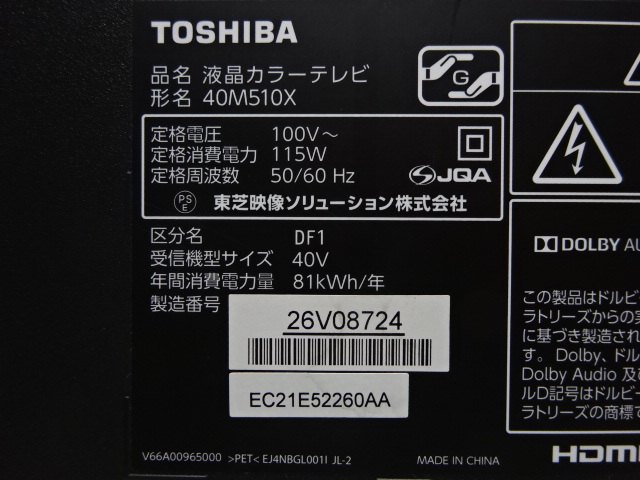 TOSHIBA
品名 液晶カラーテレビ
形名 40M510X
G
定格電圧 100V～
定格消費電力 115W
定格周波数 50/60 Hz
JQA
PS
E
東芝映像ソリューション株式会社
区分名 DF1
受信機型サイズ 40V
年間消費電力量 81kWh/年
製造番号
26V08724
EC21E52260AA
V66A00965000 >PET< EJ4NBGL001I JL-2
MADE IN CHINA
DOLBY AU
この製品はドルビ
ラトリーズからの実
に基づき製造され
す。Dolby、ドル
Dolby Audio 及び
ルD記号はドルビー
ラトリーズの商標で
HDMI